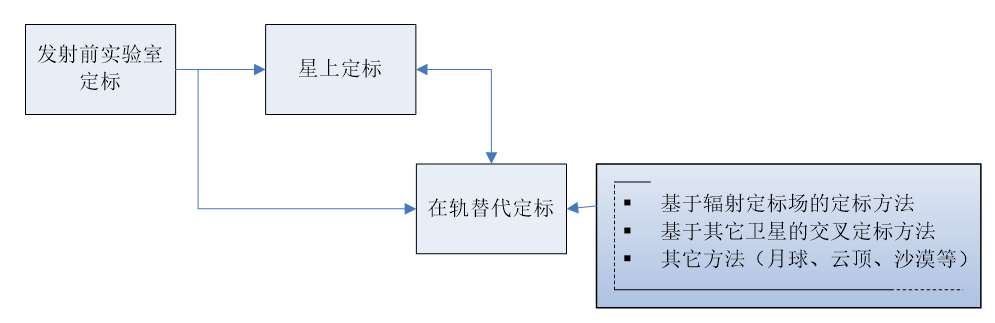 发射前实验室
定标
星上定标
在轨替代定标
▪ 基于辐射定标场的定标方法
▪ 基于其它卫星的交叉定标方法
▪ 其它方法（月球、云顶、沙漠等）